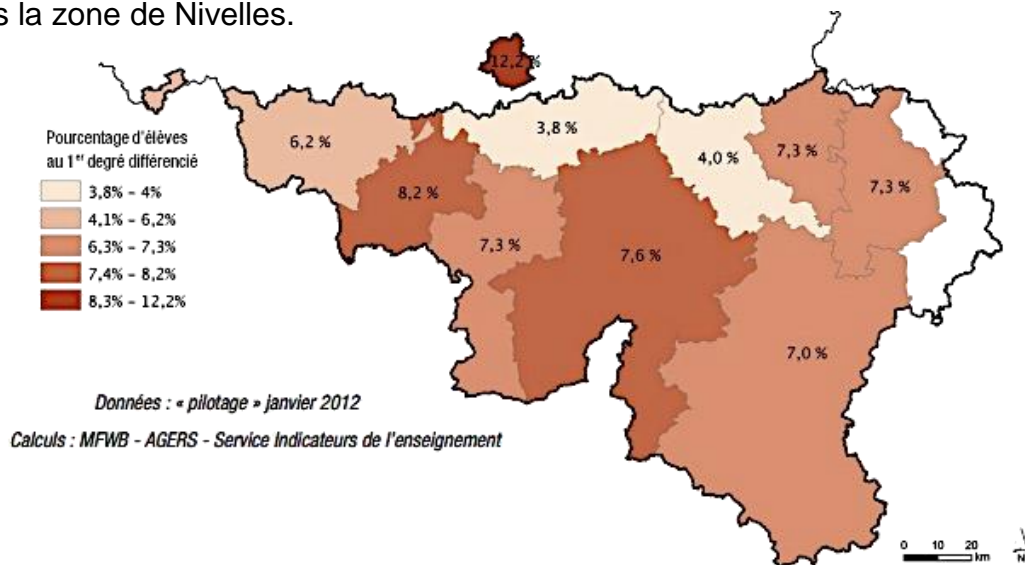 s la zone de Nivelles.
12,2 %
Pourcentage d'élèves
au 1er degré différencié
3,8% - 4%
4,1% - 6,2%
6,3% - 7,3%
7,4% - 8,2%
8,3% - 12,2%
6,2 %
3,8 %
4,0 %
7,3 %
7,3 %
8,2 %
7,3 %
7,6 %
7,0 %
Données : « pilotage » janvier 2012
Calculs : MFWB - AGERS - Service Indicateurs de l'enseignement
0 10 20
km
N